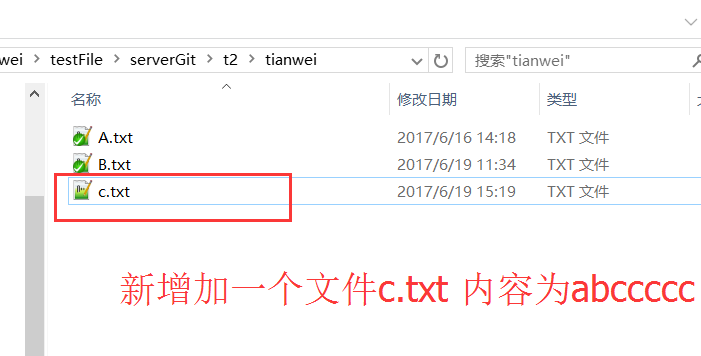 wei > testFile > serverGit > t2 > tianwei
搜索"tianwei"
名称 修改日期 类型
A.txt 2017/6/16 14:18 TXT 文件
B.txt 2017/6/19 11:34 TXT 文件
c.txt 2017/6/19 15:19 TXT 文件
新增加一个文件c.txt 内容为abccccc